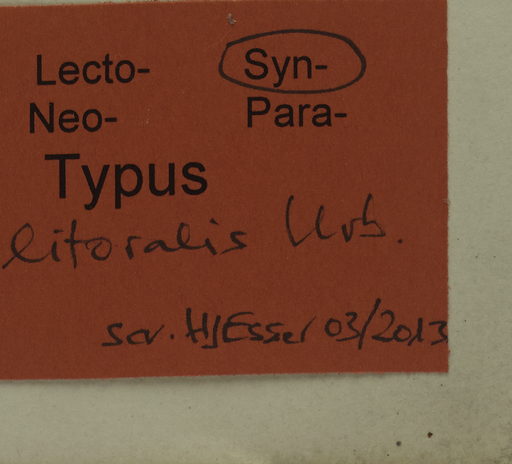 Lecto- Syn-
Neo- Para-
Typus
litoralis Urb.
scr. HJEsser 03/2013